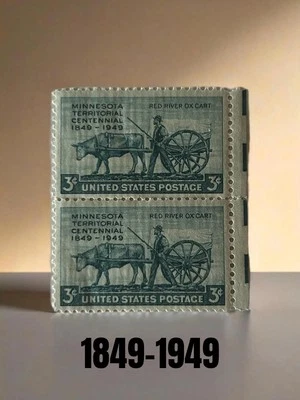 MINNESOTA
TERRITORIAL
CENTENNIAL
1849-1949
RED RIVER OX CART
3¢
3¢
UNITED STATES POSTAGE
MINNESOTA
TERRITORIAL
CENTENNIAL
1849-1949
RED RIVER OX CART
3¢
3¢
UNITED STATES POSTAGE
1849-1949